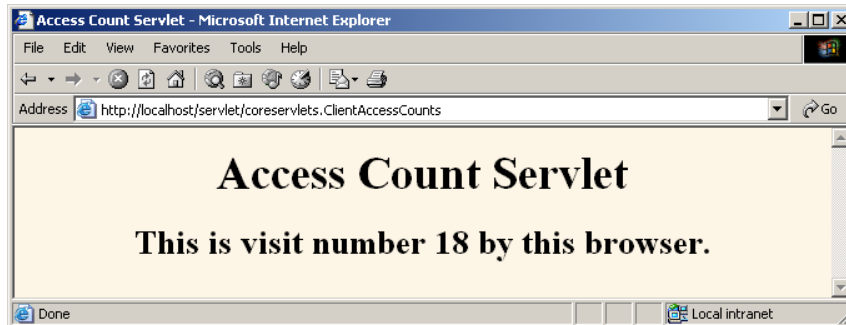 Access Count Servlet - Microsoft Internet Explorer
File Edit View Favorites Tools Help
Address http://localhost/servlet/coreservlets.ClientAccessCounts Go
Access Count Servlet
This is visit number 18 by this browser.
Done Local intranet